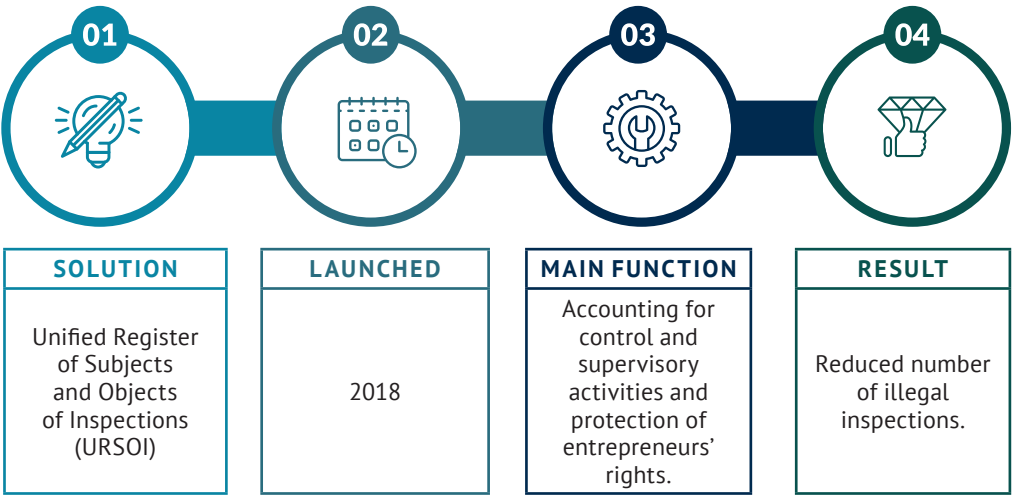 01
02
03
04
SOLUTION
Unified Register
of Subjects
and Objects
of Inspections
(URSOI)
LAUNCHED
2018
MAIN FUNCTION
Accounting for
control and
supervisory
activities and
protection of
entrepreneurs’
rights.
RESULT
Reduced number
of illegal
inspections.